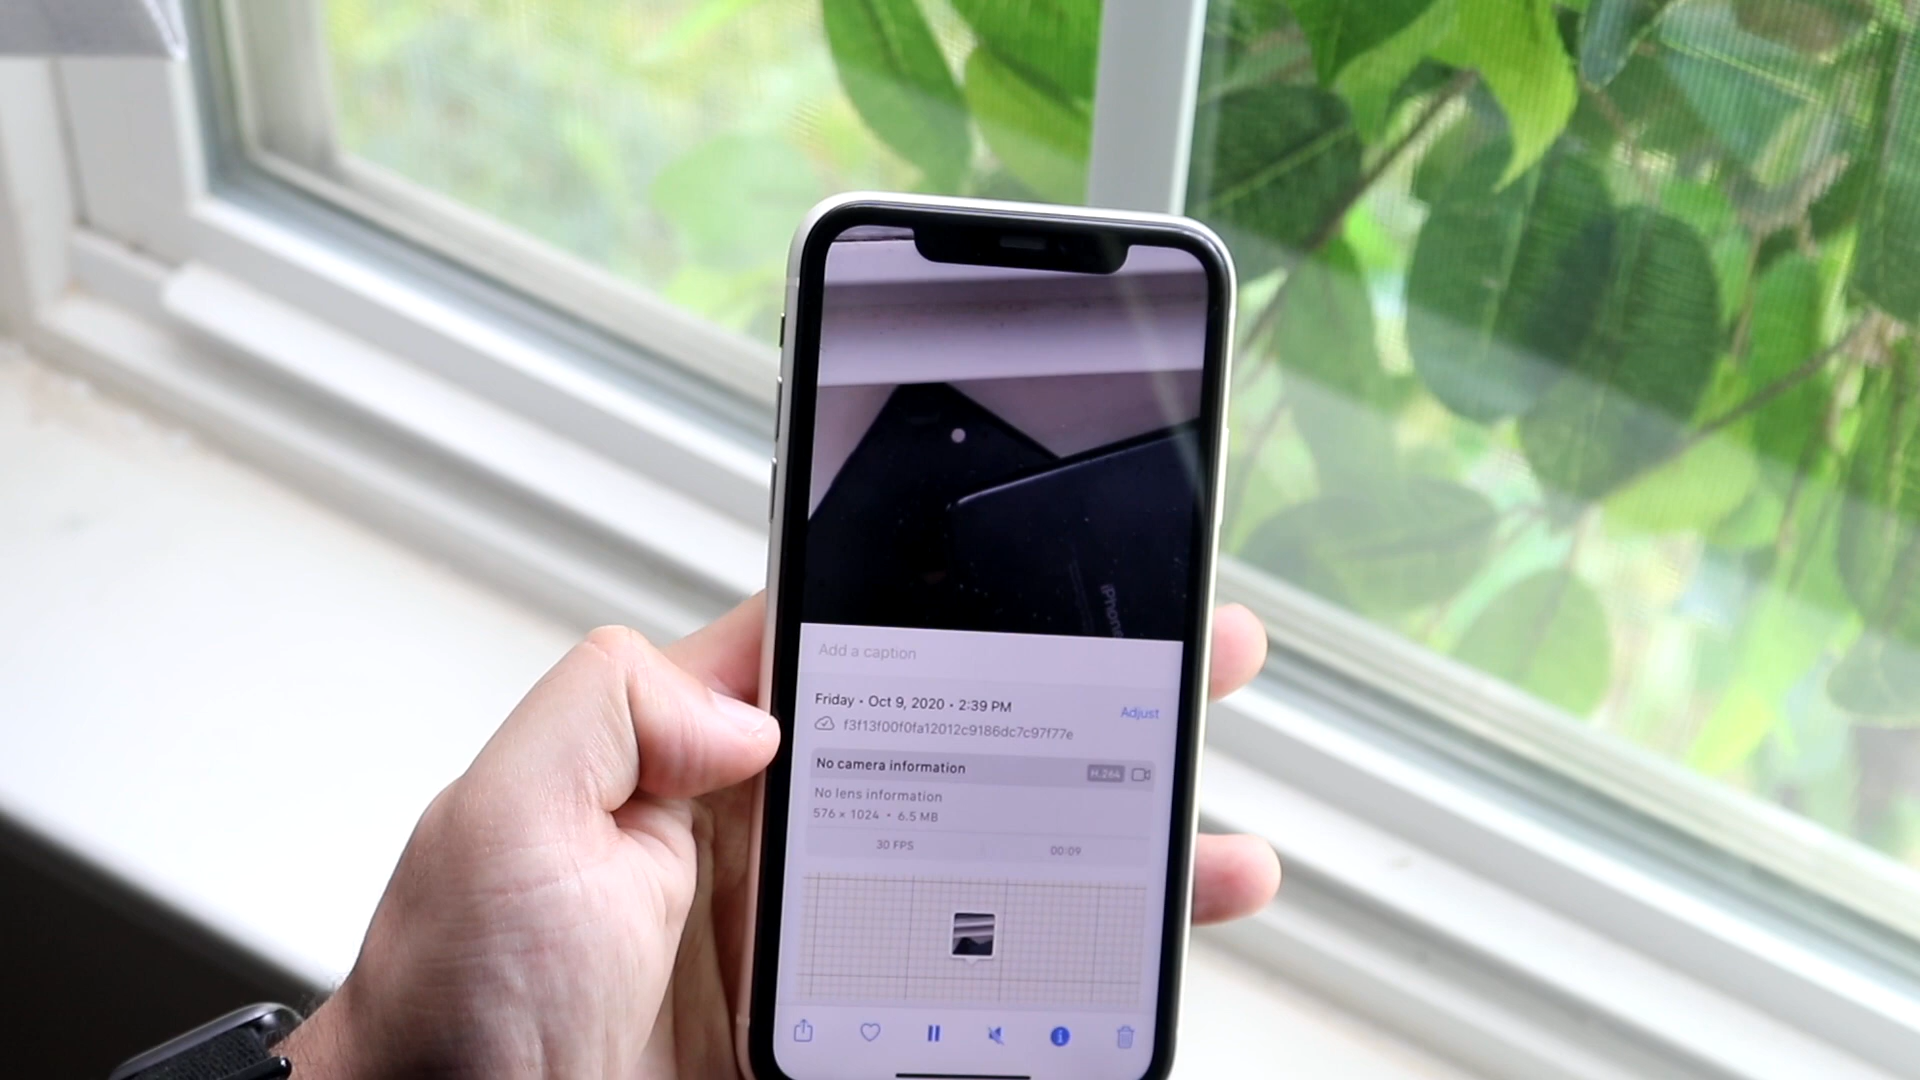 iPhone
Add a caption
Friday • Oct 9, 2020 • 2:39 PM
Adjust
f3f13f00f0fa12012c9186dc7c97f77e
No camera information
H.264
No lens information
576 × 1024 • 6.5 MB
30 FPS
00:09